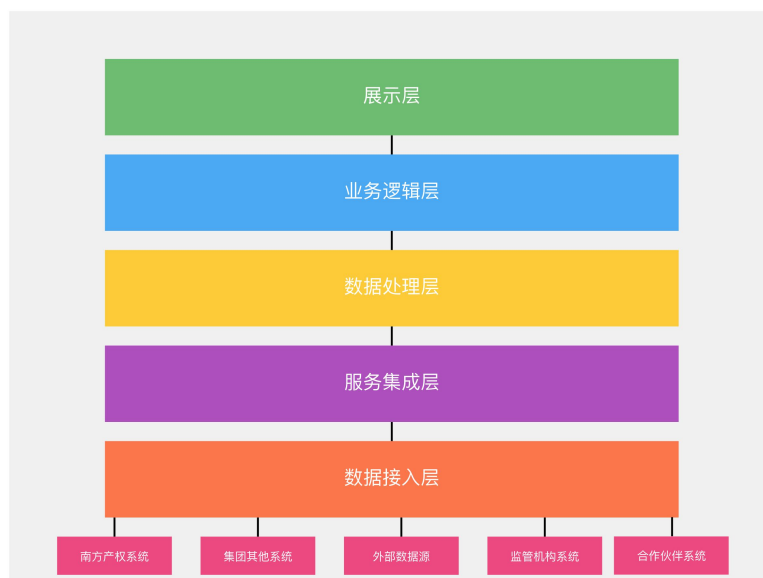 展示层
业务逻辑层
数据处理层
服务集成层
数据接入层
南方产权系统
集团其他系统
外部数据源
监管机构系统
合作伙伴系统